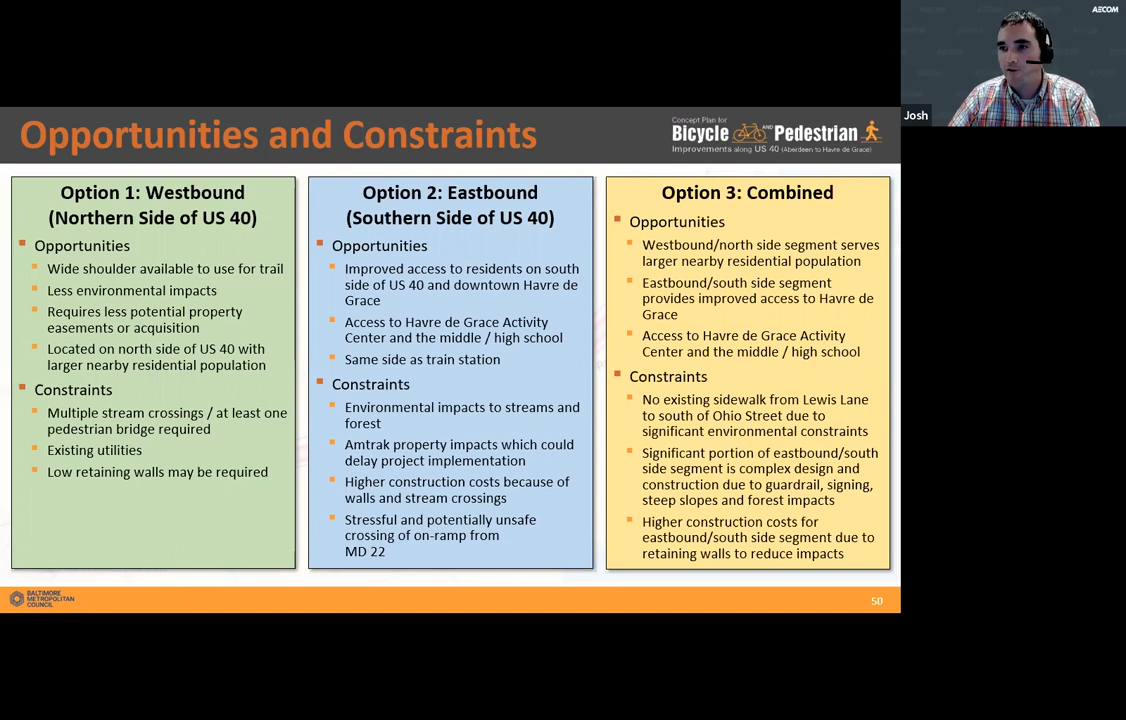 AECOM
Josh
Opportunities and Constraints
Concept Plan for
Bicycle AND Pedestrian
Improvements along US 40 (Aberdeen to Havre de Grace)
Option 1: Westbound
(Northern Side of US 40)
Opportunities
Wide shoulder available to use for trail
Less environmental impacts
Requires less potential property
easements or acquisition
Located on north side of US 40 with
larger nearby residential population
Constraints
Multiple stream crossings / at least one
pedestrian bridge required
Existing utilities
Low retaining walls may be required
Option 2: Eastbound
(Southern Side of US 40)
Opportunities
Improved access to residents on south
side of US 40 and downtown Havre de
Grace
Access to Havre de Grace Activity
Center and the middle / high school
Same side as train station
Constraints
Environmental impacts to streams and
forest
Amtrak property impacts which could
delay project implementation
Higher construction costs because of
walls and stream crossings
Stressful and potentially unsafe
crossing of on-ramp from
MD 22
Option 3: Combined
Opportunities
Westbound/north side segment serves
larger nearby residential population
Eastbound/south side segment
provides improved access to Havre de
Grace
Access to Havre de Grace Activity
Center and the middle / high school
Constraints
No existing sidewalk from Lewis Lane
to south of Ohio Street due to
significant environmental constraints
Significant portion of eastbound/south
side segment is complex design and
construction due to guardrail, signing,
steep slopes and forest impacts
Higher construction costs for
eastbound/south side segment due to
retaining walls to reduce impacts
BALTIMORE
METROPOLITAN
COUNCIL
50